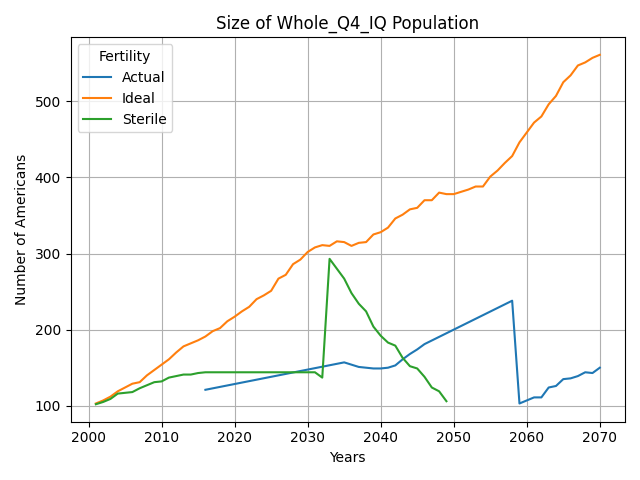 Size of Whole_Q4_IQ Population
Fertility
Actual
Ideal
Sterile
Number of Americans
500
400
300
200
100
2000 2010 2020 2030 2040 2050 2060 2070
Years